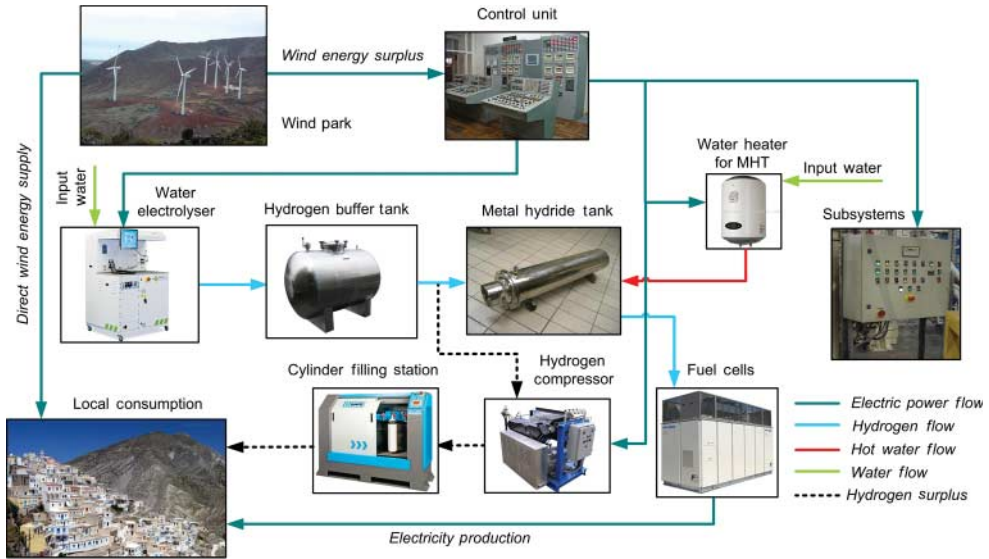 Control unit
Wind energy surplus
Wind park
Direct wind energy supply
Input
water
Water
electrolyser
Hydrogen buffer tank
Metal hydride tank
Water heater
for MHT
Input water
Subsystems
Cylinder filling station
Hydrogen
compressor
Fuel cells
Local consumption
Electric power flow
Hydrogen flow
Hot water flow
Water flow
Hydrogen surplus
Electricity production